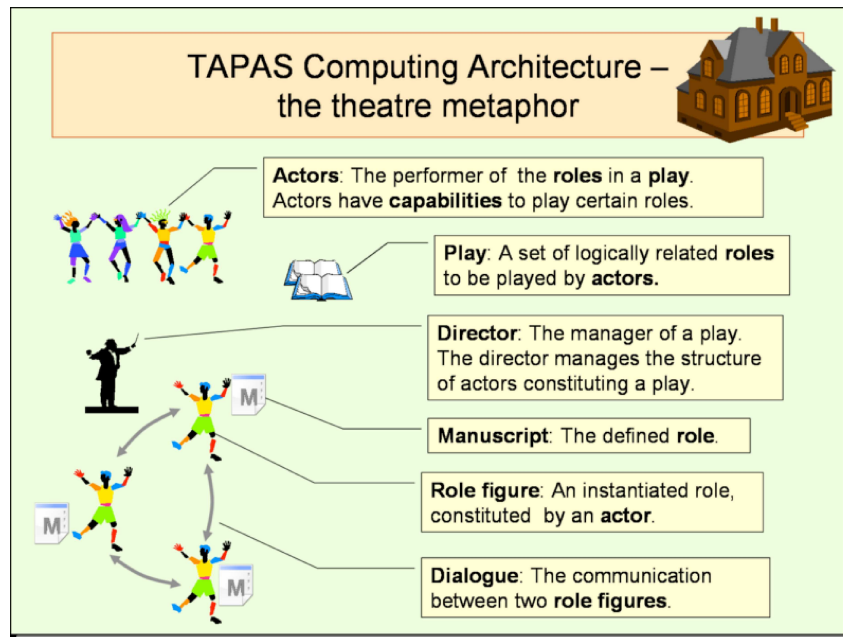 TAPAS Computing Architecture –
the theatre metaphor
Actors: The performer of the roles in a play.
Actors have capabilities to play certain roles.
Play: A set of logically related roles
to be played by actors.
Director: The manager of a play.
The director manages the structure
of actors constituting a play.
M
Manuscript: The defined role.
Role figure: An instantiated role,
constituted by an actor.
M
M
Dialogue: The communication
between two role figures.